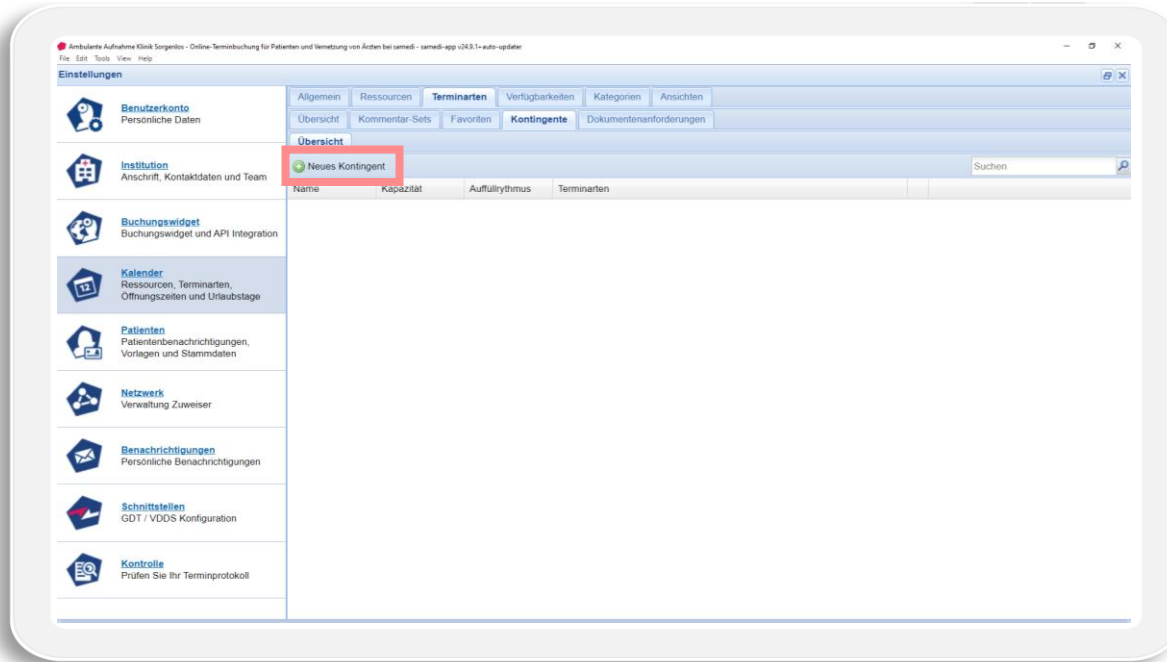 Ambulante Aufnahme Klinik Sorgenlos - Online-Terminbuchung für Patienten und Vernetzung von Ärzten bei samedi - samedi-app v24.9.1+auto-updater
File Edit Tools View Help
Einstellungen
Benutzerkonto
Persönliche Daten
Institution
Anschrift, Kontaktdaten und Team
Buchungswidget
Buchungswidget und API Integration
Kalender
Ressourcen, Terminarten,
Öffnungszeiten und Urlaubstage
12
Patienten
Patientenbenachrichtigungen,
Vorlagen und Stammdaten
Netzwerk
Verwaltung Zuweiser
Benachrichtigungen
Persönliche Benachrichtigungen
Schnittstellen
GDT / VDDS Konfiguration
Kontrolle
Prüfen Sie Ihr Terminprotokoll
Allgemein Ressourcen Terminarten Verfügbarkeiten Kategorien Ansichten
Übersicht Kommentar-Sets Favoriten Kontingente Dokumentenanforderungen
Übersicht
Neues Kontingent Suchen
Name Kapazität Auffüllrythmus Terminarten